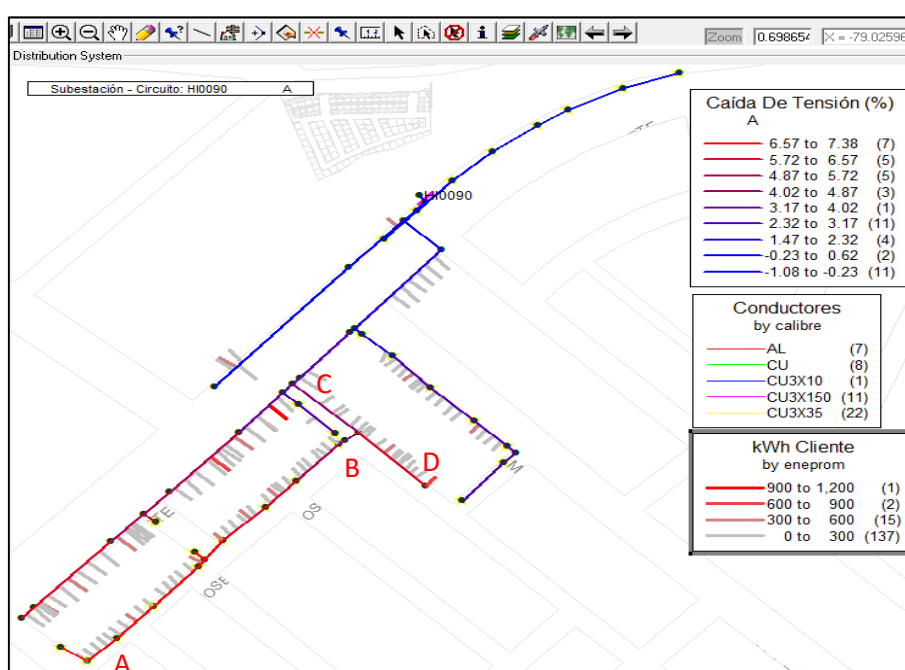 Zoom 0.698654 X = -79.02596
Distribution System
Subestación - Circuito: HI0090 A
HI0090
Caída De Tensión (%)
A
6.57 to 7.38 (7)
5.72 to 6.57 (5)
4.87 to 5.72 (5)
4.02 to 4.87 (3)
3.17 to 4.02 (1)
2.32 to 3.17 (11)
1.47 to 2.32 (4)
-0.23 to 0.62 (2)
-1.08 to -0.23 (11)
Conductores
by calibre
AL (7)
CU (8)
CU3X10 (1)
CU3X150 (11)
CU3X35 (22)
kWh Cliente
by eneprom
900 to 1,200 (1)
600 to 900 (2)
300 to 600 (15)
0 to 300 (137)
C
B
D
M
OS
OSE
A